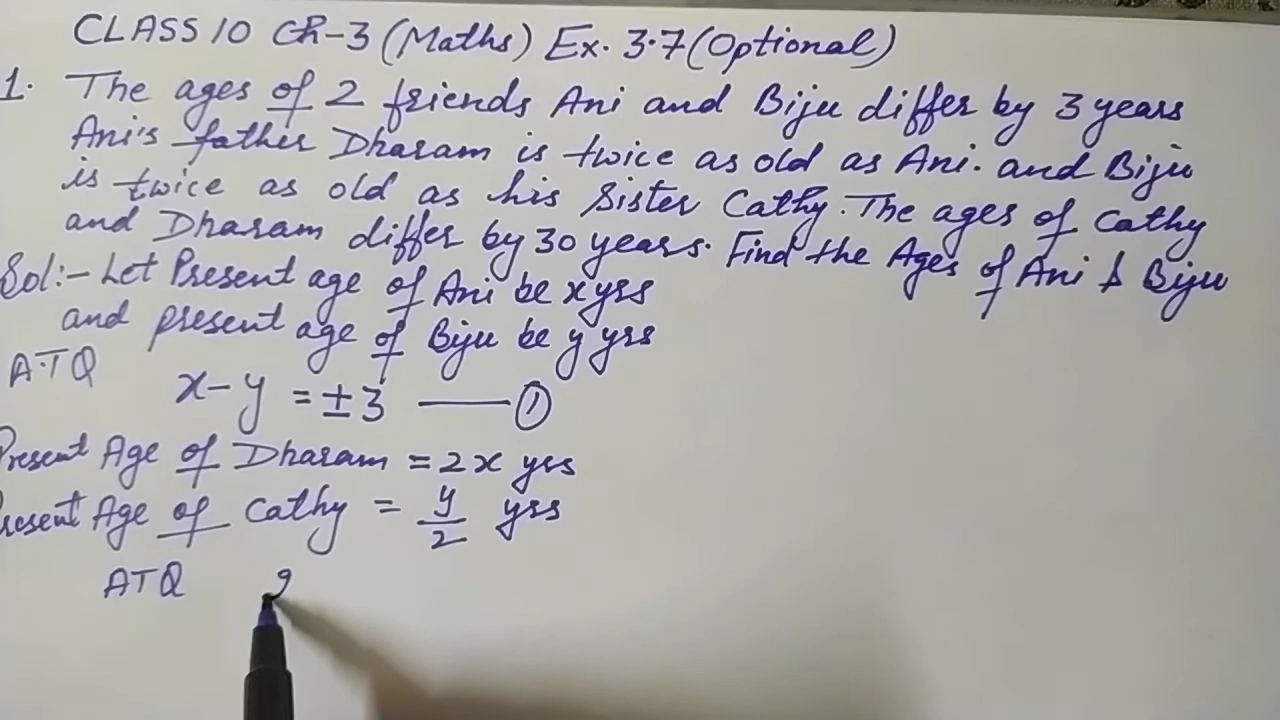 CLASS 10 Ch-3 (Maths) Ex. 3.7 (Optional)
1. The ages of 2 friends Ani and Biju differ by 3 years
Ani's father Dharam is twice as old as Ani. and Biju
is twice as old as his Sister Cathy. The ages of Cathy
and Dharam differ by 30 years. Find the Ages of Ani & Biju
Sol:- Let Present age of Ani be x yrs
and present age of Biju be y yrs
A.T.Q
x - y = ±3 —— ①
Present Age of Dharam = 2x yrs
Present Age of Cathy = y/2 yrs
ATQ